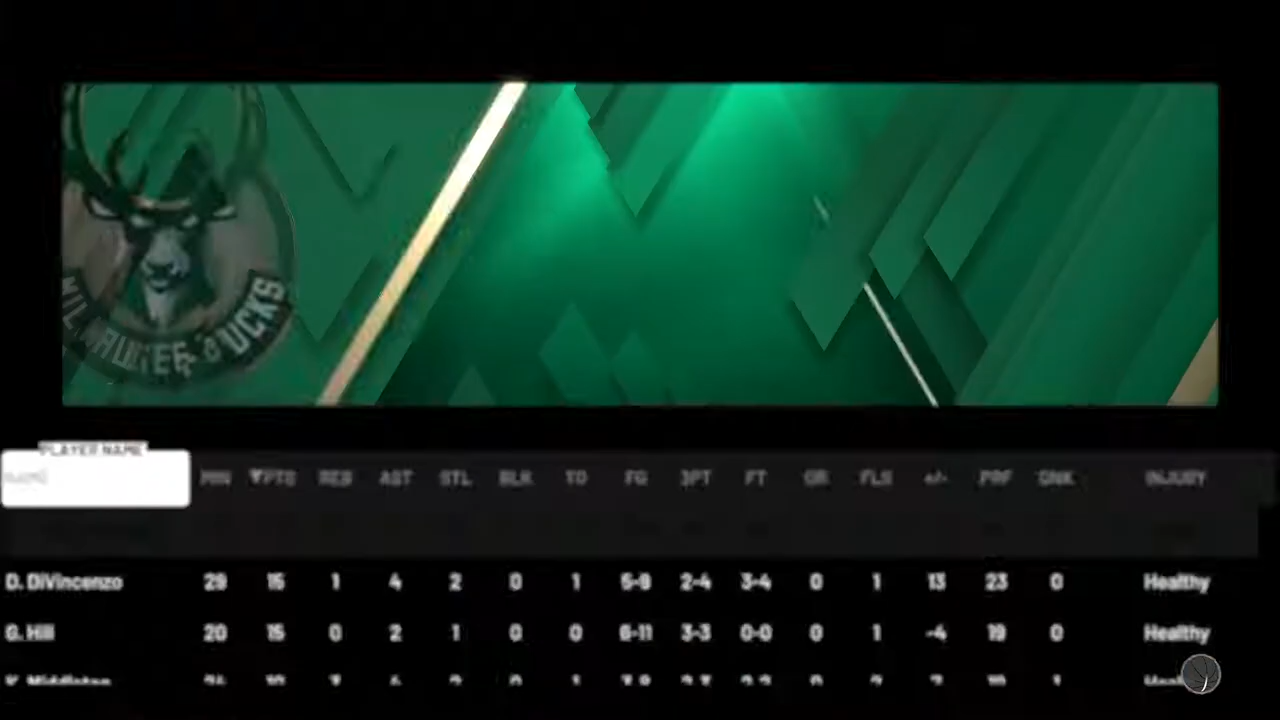 MILWAUKEE BUCKS
PLAYER NAME
MIN ▼PTS REB AST STL BLK TO FG 3PT FT OR FLS +/- PRF DNK INJURY
D. DiVincenzo 29 15 1 4 2 0 1 5-9 2-4 3-4 0 1 13 23 0 Healthy
G. Hill 20 15 0 2 1 0 0 6-11 3-3 0-0 0 1 -4 19 0 Healthy
K. Middleton